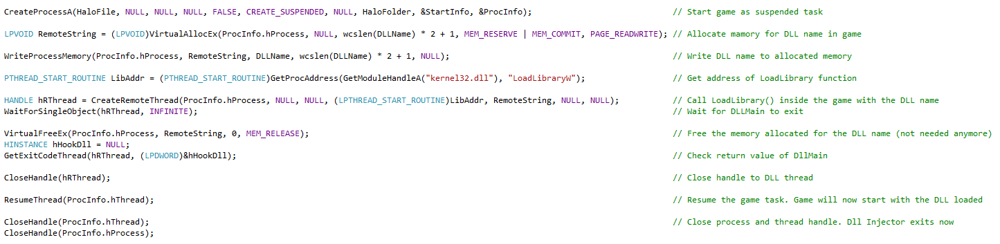 CreateProcessA(HaloFile, NULL, NULL, NULL, FALSE, CREATE_SUSPENDED, NULL, HaloFolder, &StartInfo, &ProcInfo); // Start game as suspended task
LPVOID RemoteString = (LPVOID)VirtualAllocEx(ProcInfo.hProcess, NULL, wcslen(DLLName) * 2 + 1, MEM_RESERVE | MEM_COMMIT, PAGE_READWRITE); // Allocate mamory for DLL name in game
WriteProcessMemory(ProcInfo.hProcess, RemoteString, DLLName, wcslen(DLLName) * 2 + 1, NULL); // Write DLL name to allocated memory
PTHREAD_START_ROUTINE LibAddr = (PTHREAD_START_ROUTINE)GetProcAddress(GetModuleHandleA("kernel32.dll"), "LoadLibraryW"); // Get address of LoadLibrary function
HANDLE hRThread = CreateRemoteThread(ProcInfo.hProcess, NULL, NULL, (LPTHREAD_START_ROUTINE)LibAddr, RemoteString, NULL, NULL); // Call LoadLibrary() inside the game with the DLL name
WaitForSingleObject(hRThread, INFINITE); // Wait for DLLMain to exit
VirtualFreeEx(ProcInfo.hProcess, RemoteString, 0, MEM_RELEASE); // Free the memory allocated for the DLL name (not needed anymore)
HINSTANCE hHookDll = NULL;
GetExitCodeThread(hRThread, (LPDWORD)&hHookDll); // Check return value of DllMain
CloseHandle(hRThread); // Close handle to DLL thread
ResumeThread(ProcInfo.hThread); // Resume the game task. Game will now start with the DLL loaded
CloseHandle(ProcInfo.hThread); // Close process and thread handle. Dll Injector exits now
CloseHandle(ProcInfo.hProcess);